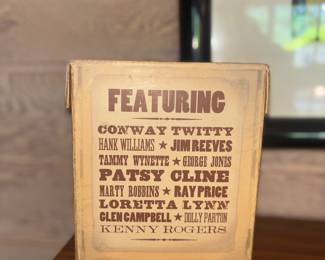 FEATURING
CONWAY TWITTY
HANK WILLIAMS ★ JIM REEVES
TAMMY WYNETTE ★ GEORGE JONES
PATSY CLINE
MARTY ROBBINS ★ RAY PRICE
LORETTA LYNN
GLEN CAMPBELL ★ DOLLY PARTON
KENNY ROGERS